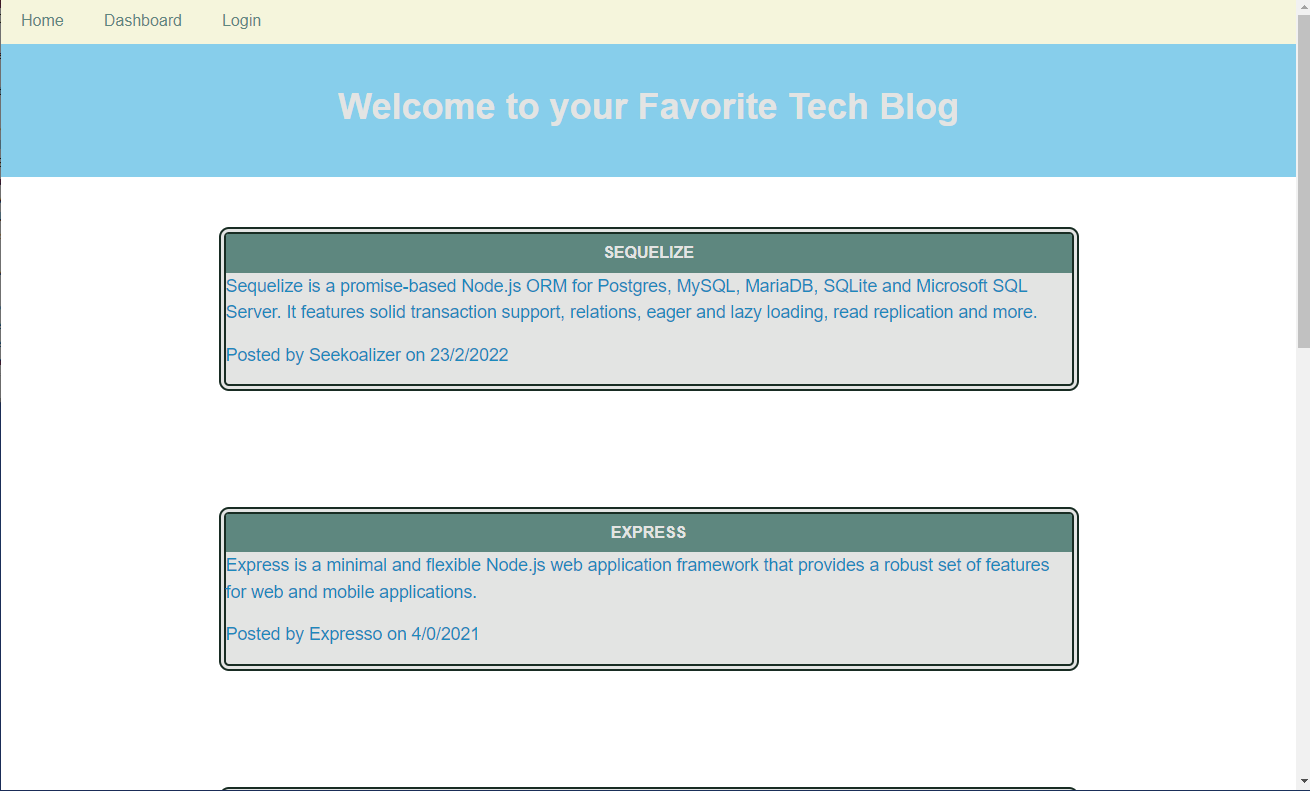 Home Dashboard Login
Welcome to your Favorite Tech Blog
SEQUELIZE
Sequelize is a promise-based Node.js ORM for Postgres, MySQL, MariaDB, SQLite and Microsoft SQL
Server. It features solid transaction support, relations, eager and lazy loading, read replication and more.
Posted by Seekoalizer on 23/2/2022
EXPRESS
Express is a minimal and flexible Node.js web application framework that provides a robust set of features
for web and mobile applications.
Posted by Expresso on 4/0/2021